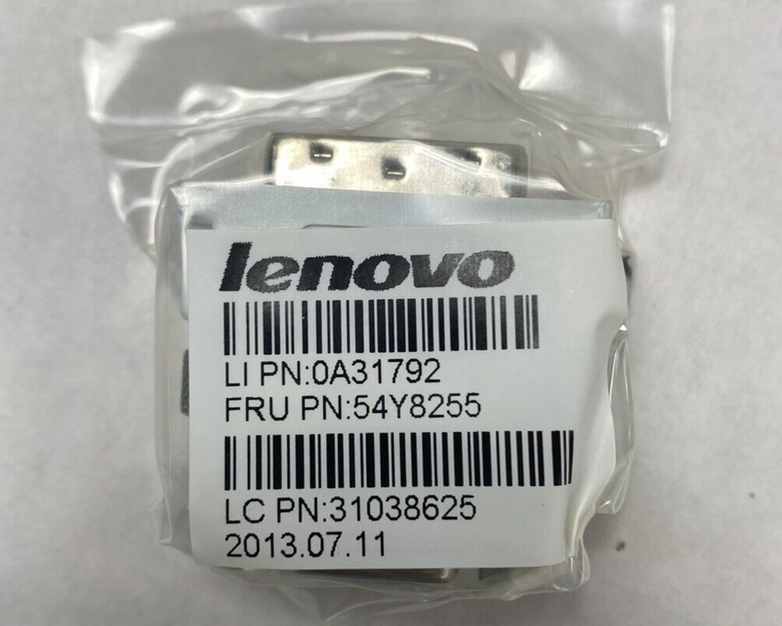 lenovo
LI PN:0A31792
FRU PN:54Y8255
LC PN:31038625
2013.07.11